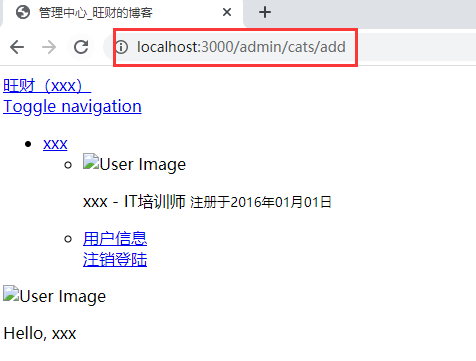 管理中心_旺财的博客
localhost:3000/admin/cats/add
旺财（xxx）
Toggle navigation
xxx
User Image
xxx - IT培训师 注册于2016年01月01日
用户信息
注销登陆
User Image
Hello, xxx